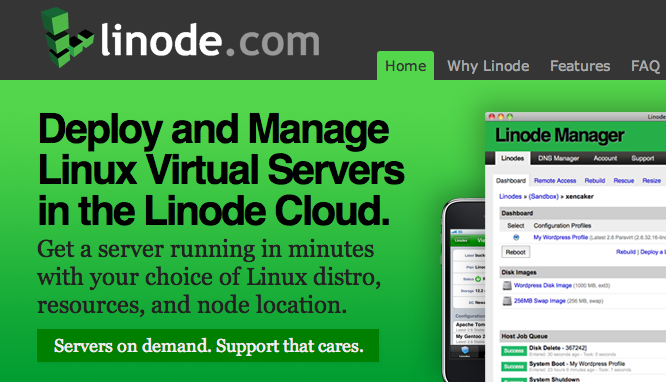 linode.com
Home Why Linode Features FAQ
Deploy and Manage
Linux Virtual Servers
in the Linode Cloud.
Get a server running in minutes
with your choice of Linux distro,
resources, and node location.
Servers on demand. Support that cares.
Linode
Linode Manager
Linodes DNS Manager Account Support
Dashboard Remote Access Rebuild Rescue Resize
Linodes » (Sandbox) » xencaker
Dashboard
Select Configuration Profiles
My Wordpress Profile (Latest 2.6 Paravirt (2.6.32.16-lin
Reboot Rebuild | Deploy a L
Disk Images
Wordpress Disk Image (1000 MB, ext3)
256MB Swap Image (256 MB, swap)
Host Job Queue
Success Disk Delete - 367242]
Success System Boot - My Wordpress Profile
Success System Shutdown
Apache Tom
My Gentoo 2